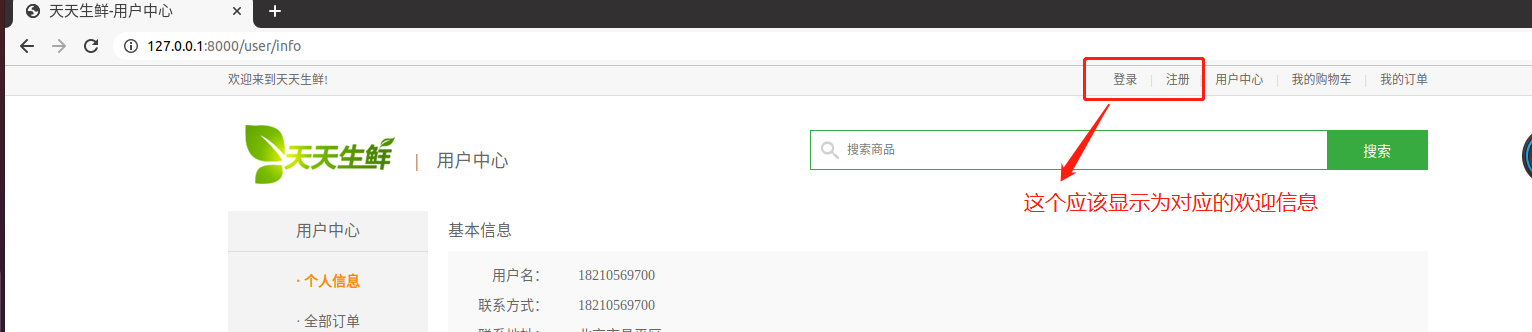 天天生鲜-用户中心
127.0.0.1:8000/user/info
欢迎来到天天生鲜!
登录 | 注册 用户中心 | 我的购物车 | 我的订单
天天生鲜 | 用户中心
搜索商品 搜索
这个应该显示为对应的欢迎信息
用户中心
基本信息
· 个人信息
用户名: 18210569700
联系方式: 18210569700
· 全部订单
联系地址: